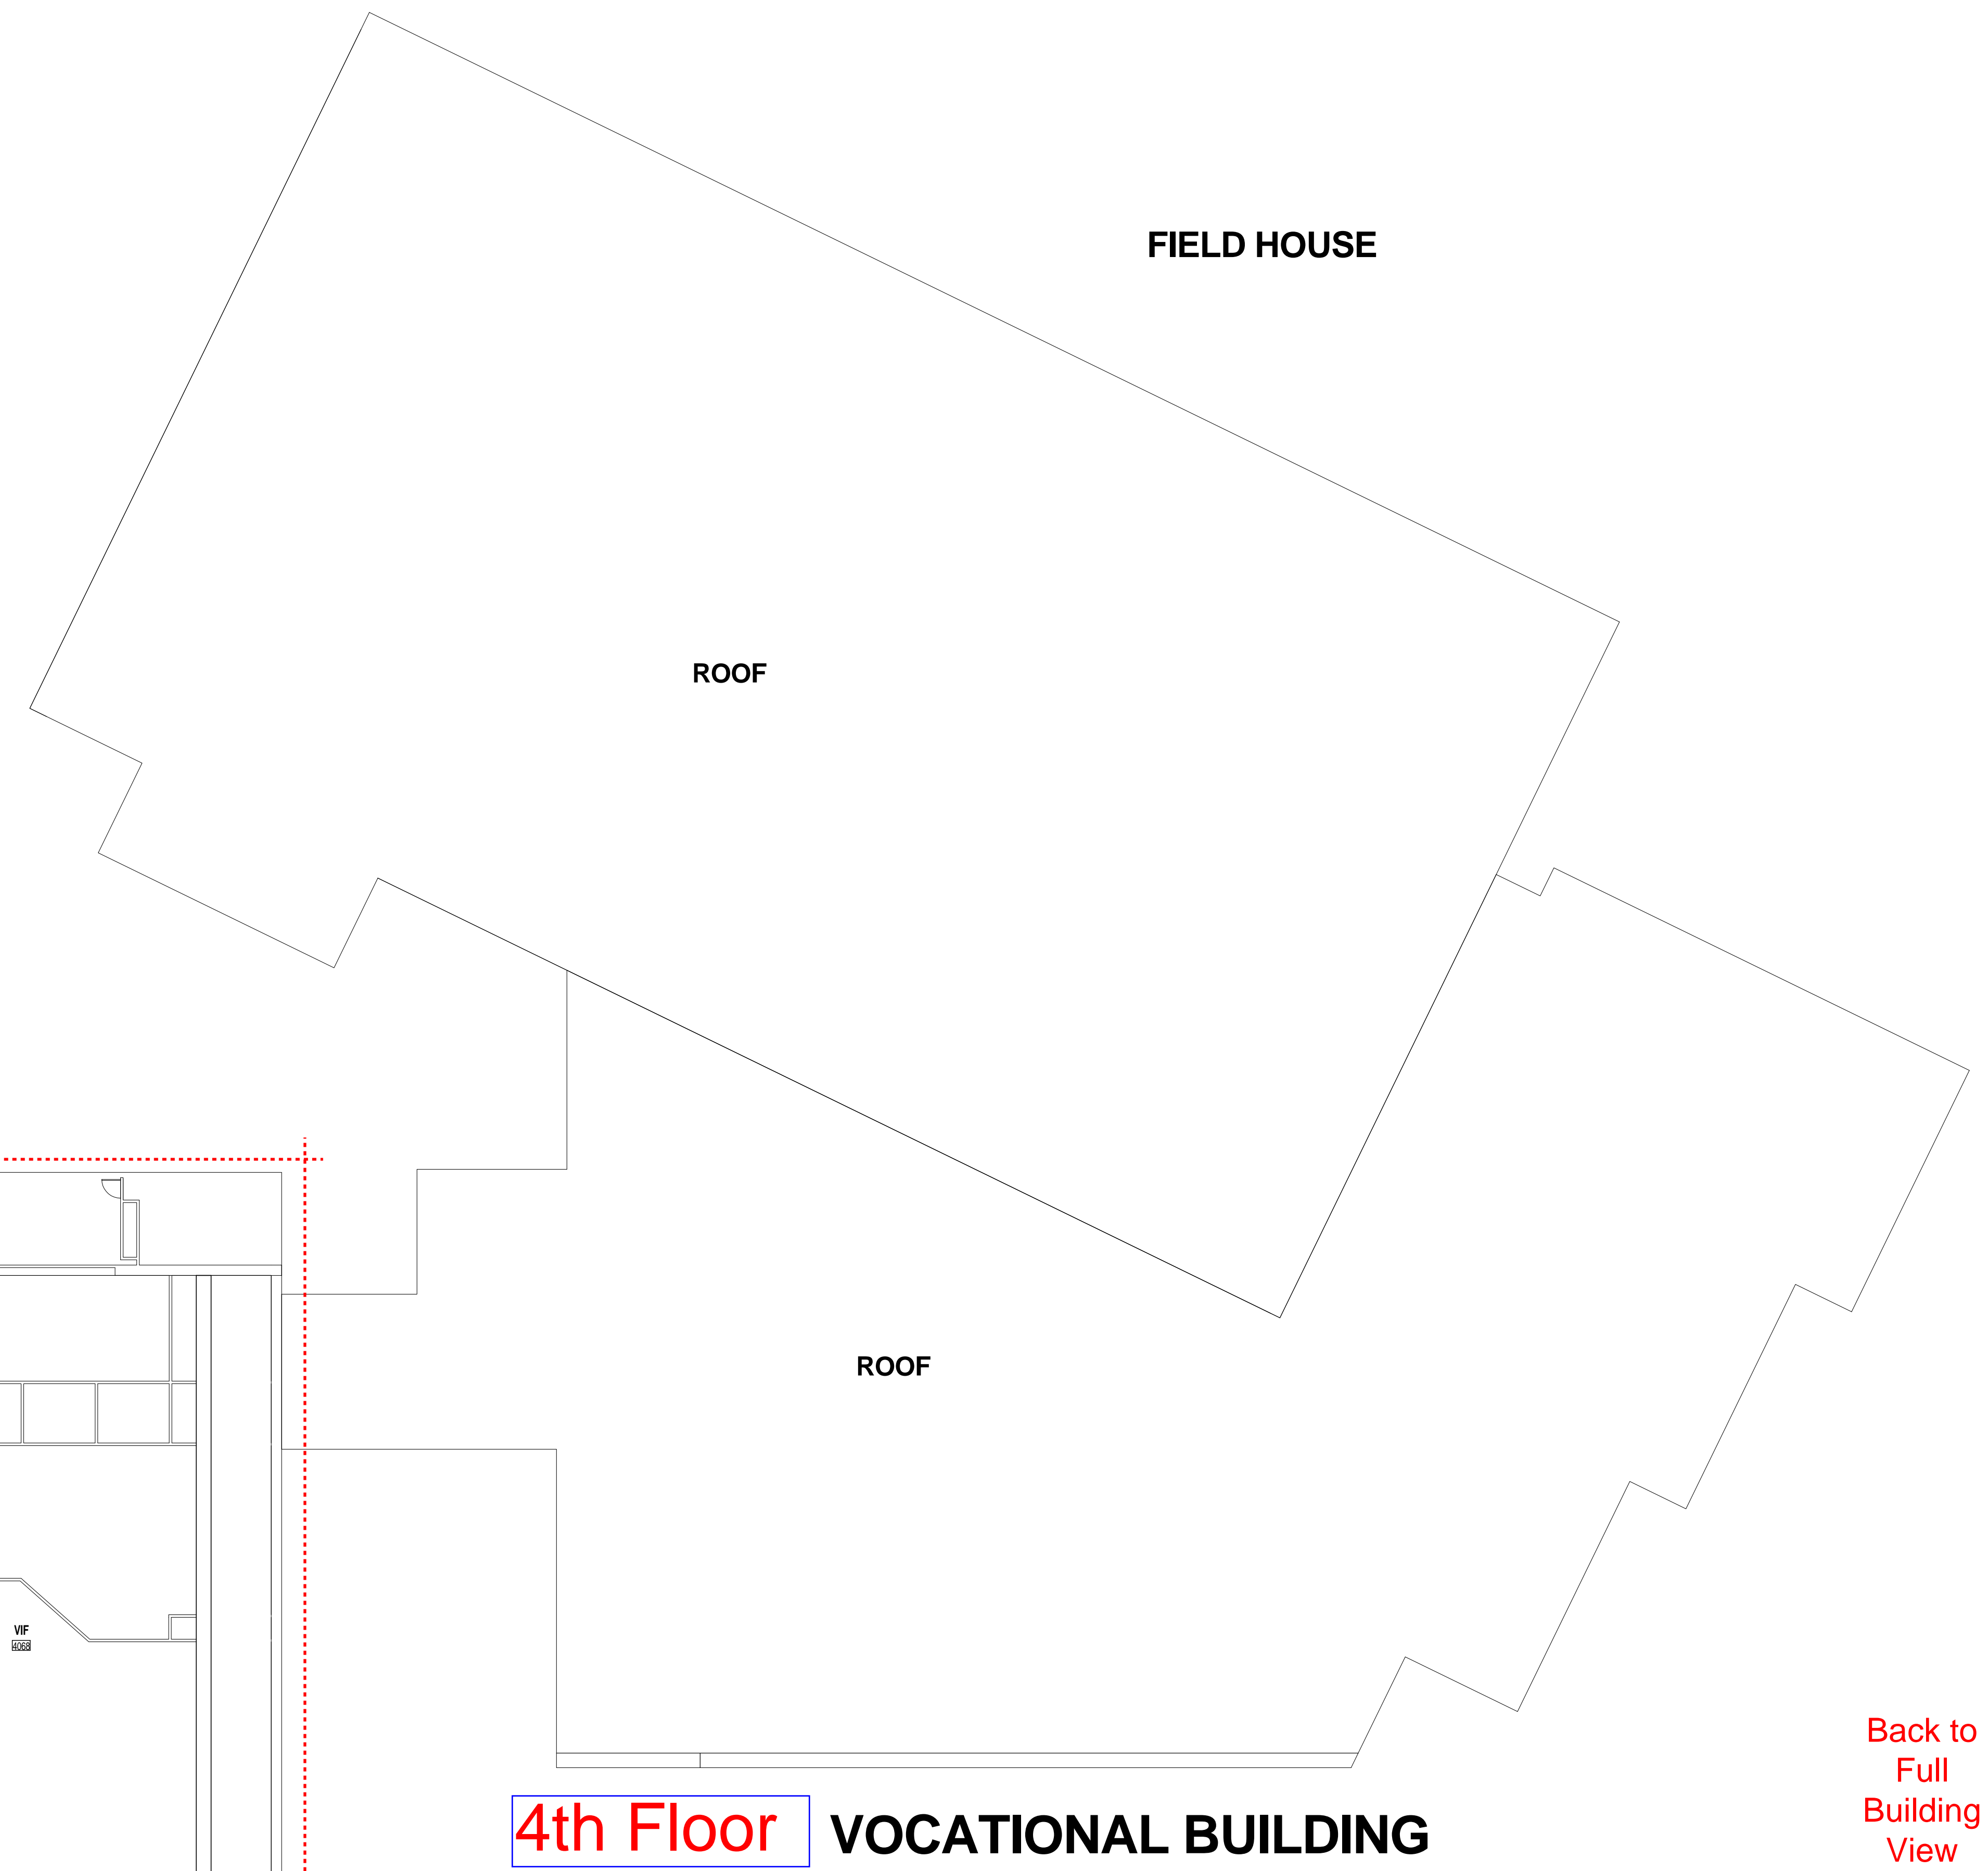 FIELD HOUSE
ROOF
ROOF
VIF
4068
4th Floor VOCATIONAL BUILDING
Back to
Full
Building
View